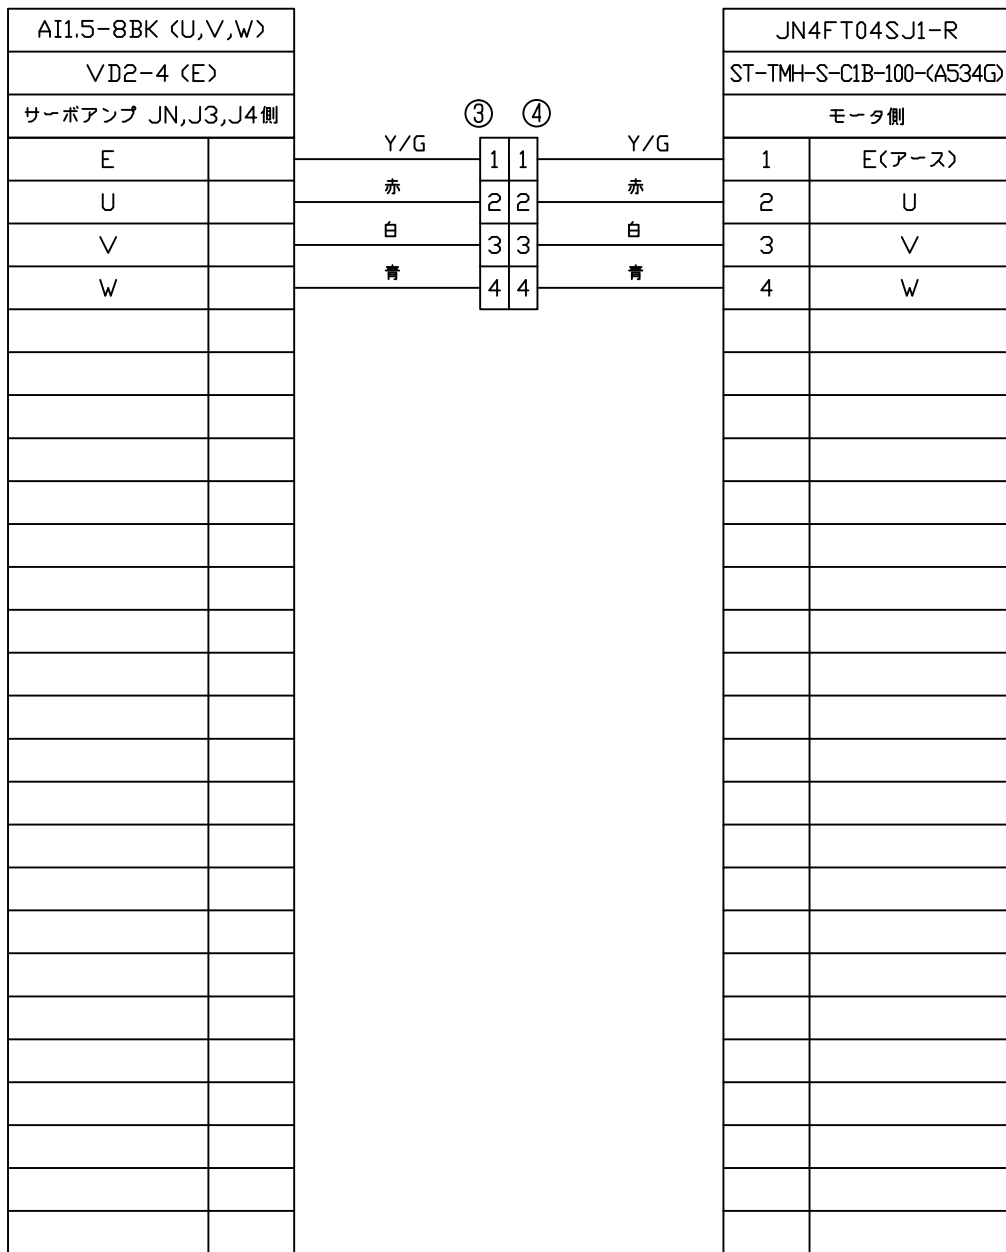 AI1.5-8BK (U,V,W)
VD2-4 (E)
サーボアンプ JN,J3,J4側
E
U
V
W
③ ④
Y/G 1 1 Y/G
赤 2 2 赤
白 3 3 白
青 4 4 青
JN4FT04SJ1-R
ST-TMH-S-C1B-100-(A534G)
モータ側
1 E(アース)
2 U
3 V
4 W